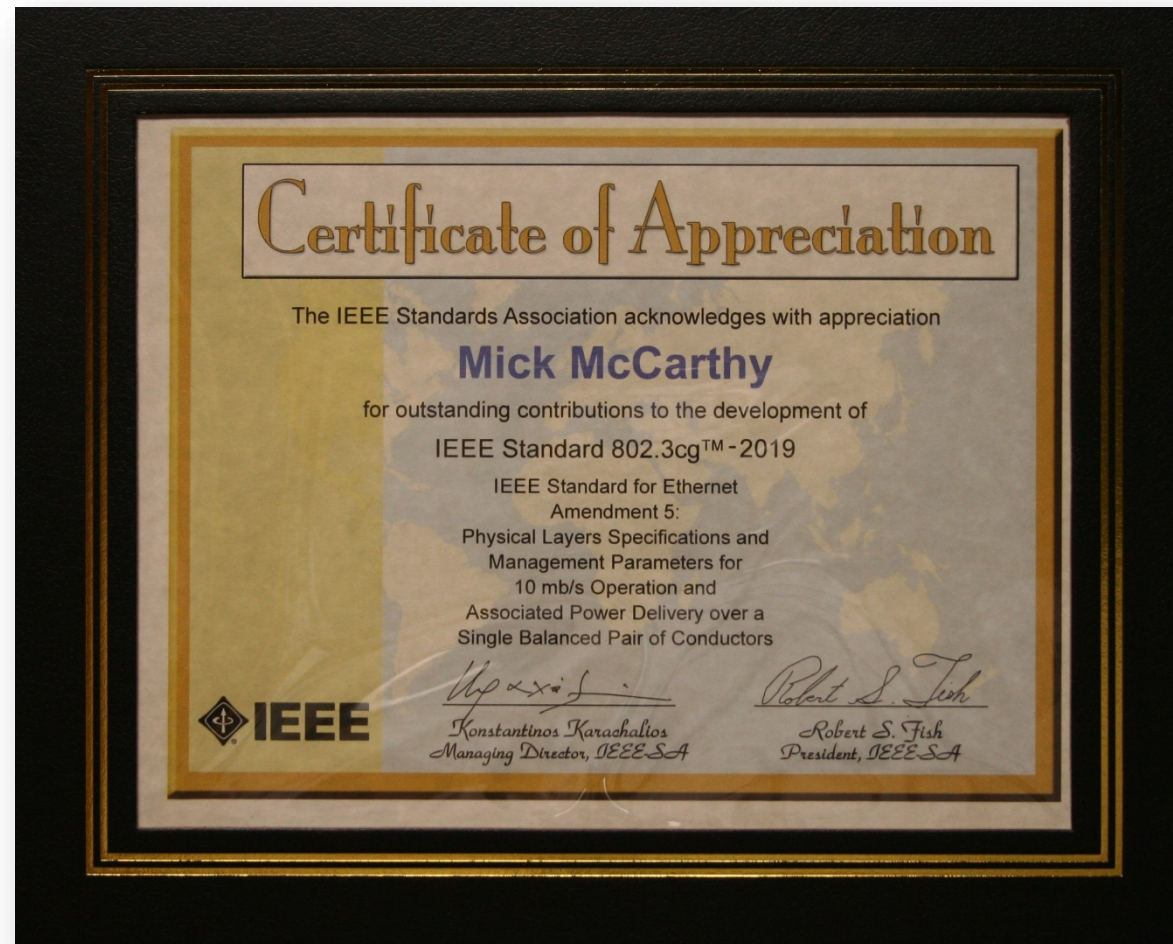 Certificate of Appreciation
The IEEE Standards Association acknowledges with appreciation
Mick McCarthy
for outstanding contributions to the development of
IEEE Standard 802.3cg™-2019
IEEE Standard for Ethernet
Amendment 5:
Physical Layers Specifications and
Management Parameters for
10 mb/s Operation and
Associated Power Delivery over a
Single Balanced Pair of Conductors
Robert S. Fish
IEEE
Konstantinos Karachalios
Managing Director, IEEE-SA
Robert S. Fish
President, IEEE-SA